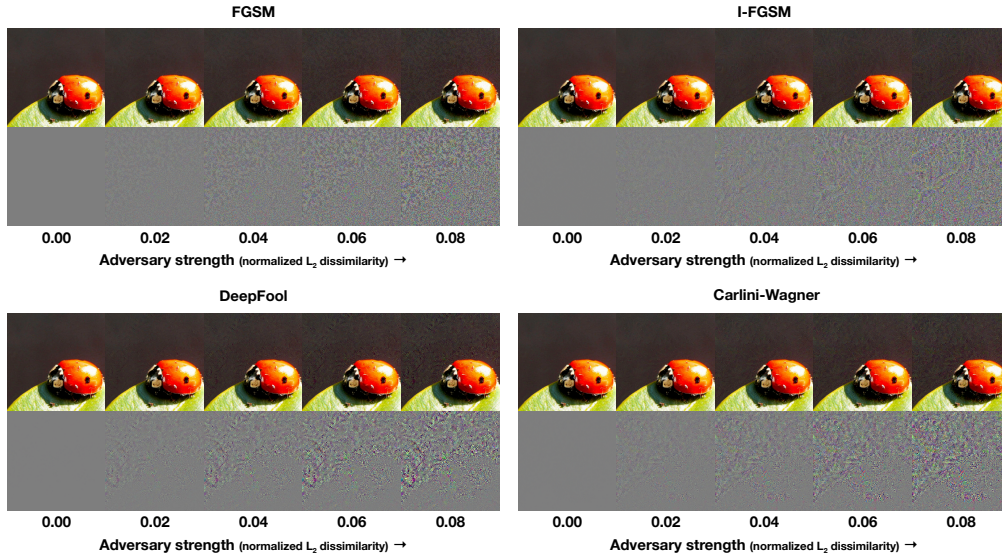 FGSM
I-FGSM
0.00 0.02 0.04 0.06 0.08
0.00 0.02 0.04 0.06 0.08
Adversary strength (normalized L₂ dissimilarity) →
Adversary strength (normalized L₂ dissimilarity) →
DeepFool
Carlini-Wagner
0.00 0.02 0.04 0.06 0.08
0.00 0.02 0.04 0.06 0.08
Adversary strength (normalized L₂ dissimilarity) →
Adversary strength (normalized L₂ dissimilarity) →